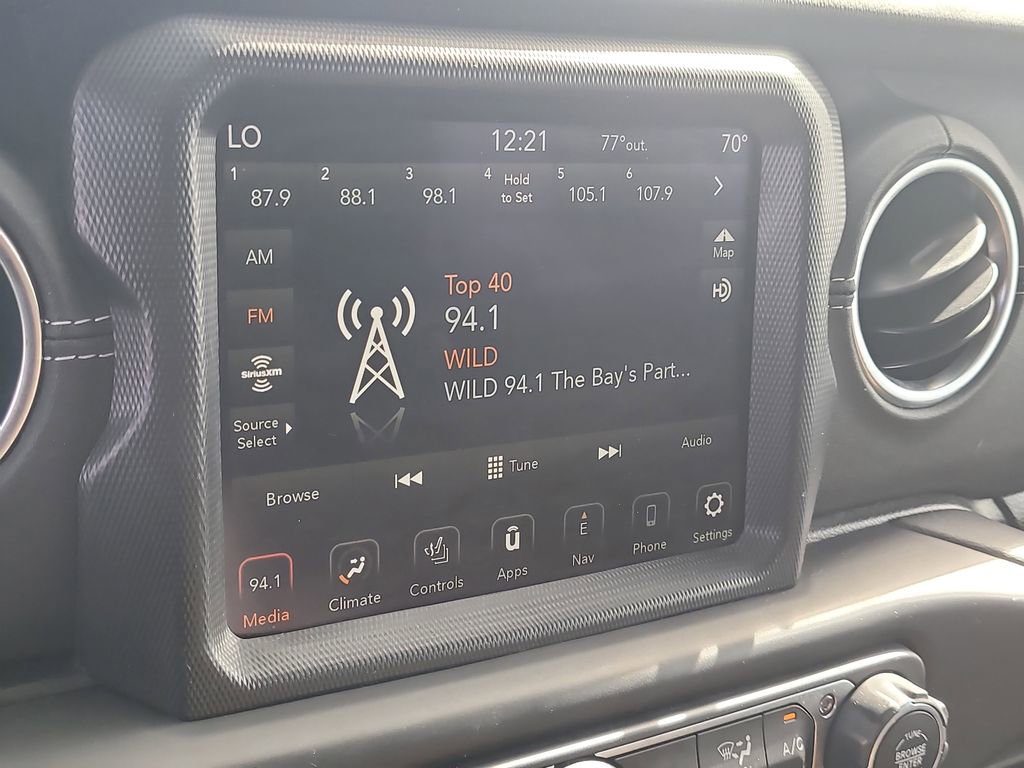 LO 12:21 77°out. 70°
1 87.9 2 88.1 3 98.1 4 Hold to Set 5 105.1 6 107.9
AM
Map
Top 40
FM
94.1
HD
WILD
SiriusXM
WILD 94.1 The Bay's Part...
Source
Select
Browse Tune Audio
94.1 E
Media Climate Controls Apps Nav Phone Settings
A/C
TUNE
BROWSE
ENTER